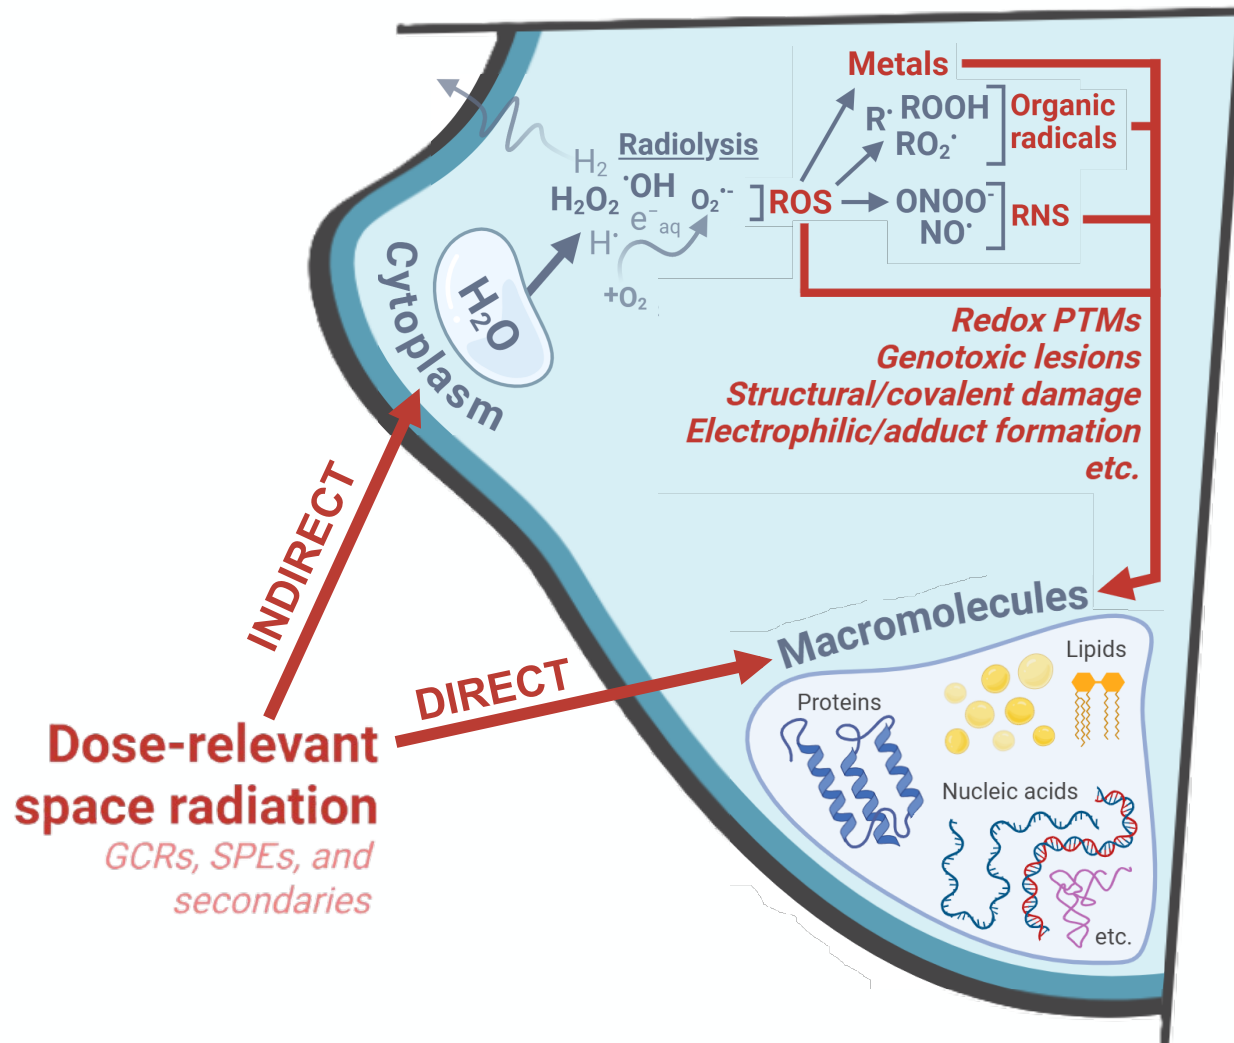 Metals
R· ROOH
RO₂·
Organic
radicals
Radiolysis
H₂
H₂O₂ ·OH O₂·-
ROS
ONOO⁻
NO·
RNS
H· e⁻aq
+O₂
H₂O
Cytoplasm
Redox PTMs
Genotoxic lesions
Structural/covalent damage
Electrophilic/adduct formation
etc.
INDIRECT
DIRECT
Dose-relevant
space radiation
GCRs, SPEs, and
secondaries
Macromolecules
Lipids
Proteins
Nucleic acids
etc.